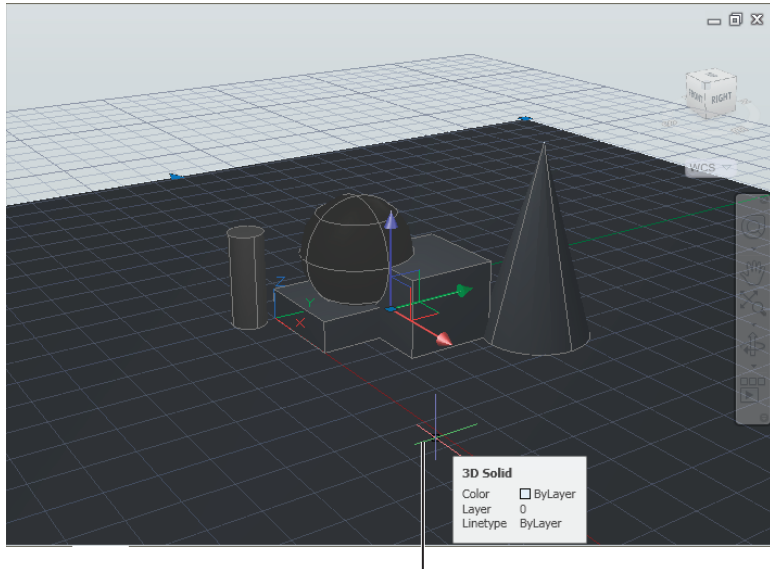 FRONT RIGHT
WCS
Z
Y
X
3D Solid
Color ByLayer
Layer 0
Linetype ByLayer